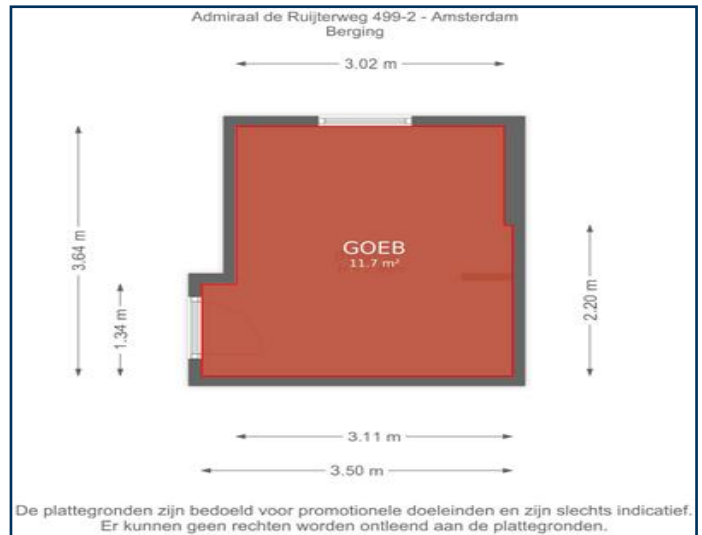 Admiraal de Ruijterweg 499-2 - Amsterdam
Berging
3.02 m
3.64 m
GOEB
11.7 m²
1.34 m
2.20 m
3.11 m
3.50 m
De plattegronden zijn bedoeld voor promotionele doeleinden en zijn slechts indicatief.
Er kunnen geen rechten worden ontleend aan de plattegronden.